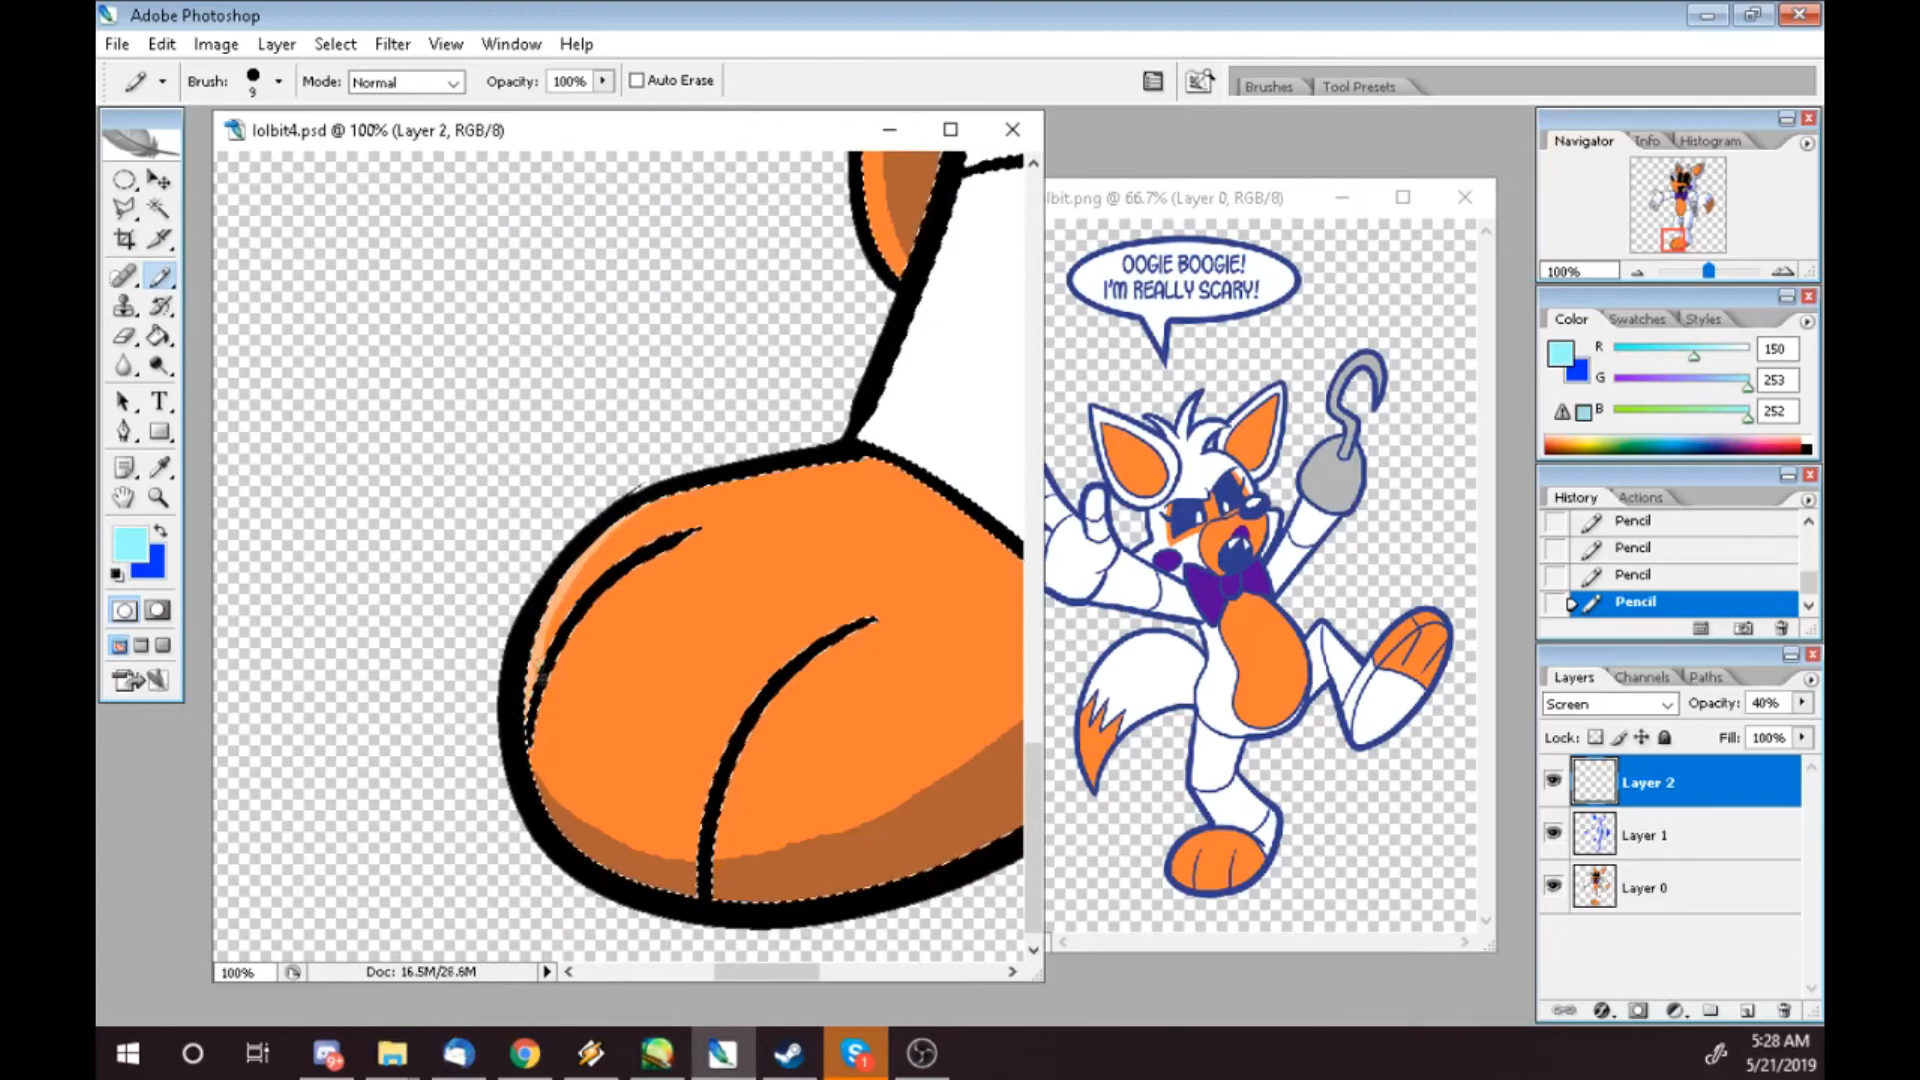 Adobe Photoshop
File Edit Image Layer Select Filter View Window Help
Brush: 9 Mode: Normal Opacity: 100% Auto Erase
Brushes Tool Presets
lolbit4.psd @ 100% (Layer 2, RGB/8)
lbit.png @ 66.7% (Layer 0, RGB/8)
OOGIE BOOGIE!
I'M REALLY SCARY!
100% Doc: 16.5M/26.6M
Navigator Info Histogram
100%
Color Swatches Styles
R 150
G 253
B 252
History Actions
Pencil
Pencil
Pencil
Pencil
Layers Channels Paths
Screen Opacity: 40%
Lock: Fill: 100%
Layer 2
Layer 1
Layer 0
9+
1
5:28 AM
5/21/2019